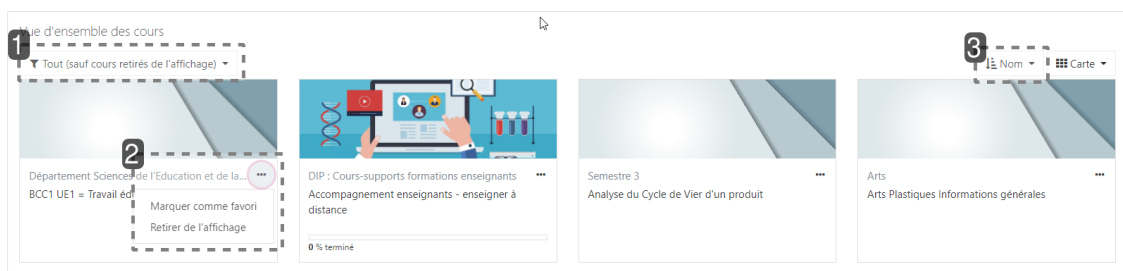 Vue d'ensemble des cours
1
Tout (sauf cours retirés de l'affichage)
3
Nom
Carte
2
Département Sciences de l'Education et de la...
BCC1 UE1 = Travail éd
Marquer comme favori
Retirer de l'affichage
DIP : Cours-supports formations enseignants
Accompagnement enseignants - enseigner à
distance
0 % terminé
Semestre 3
Analyse du Cycle de Vier d'un produit
Arts
Arts Plastiques Informations générales